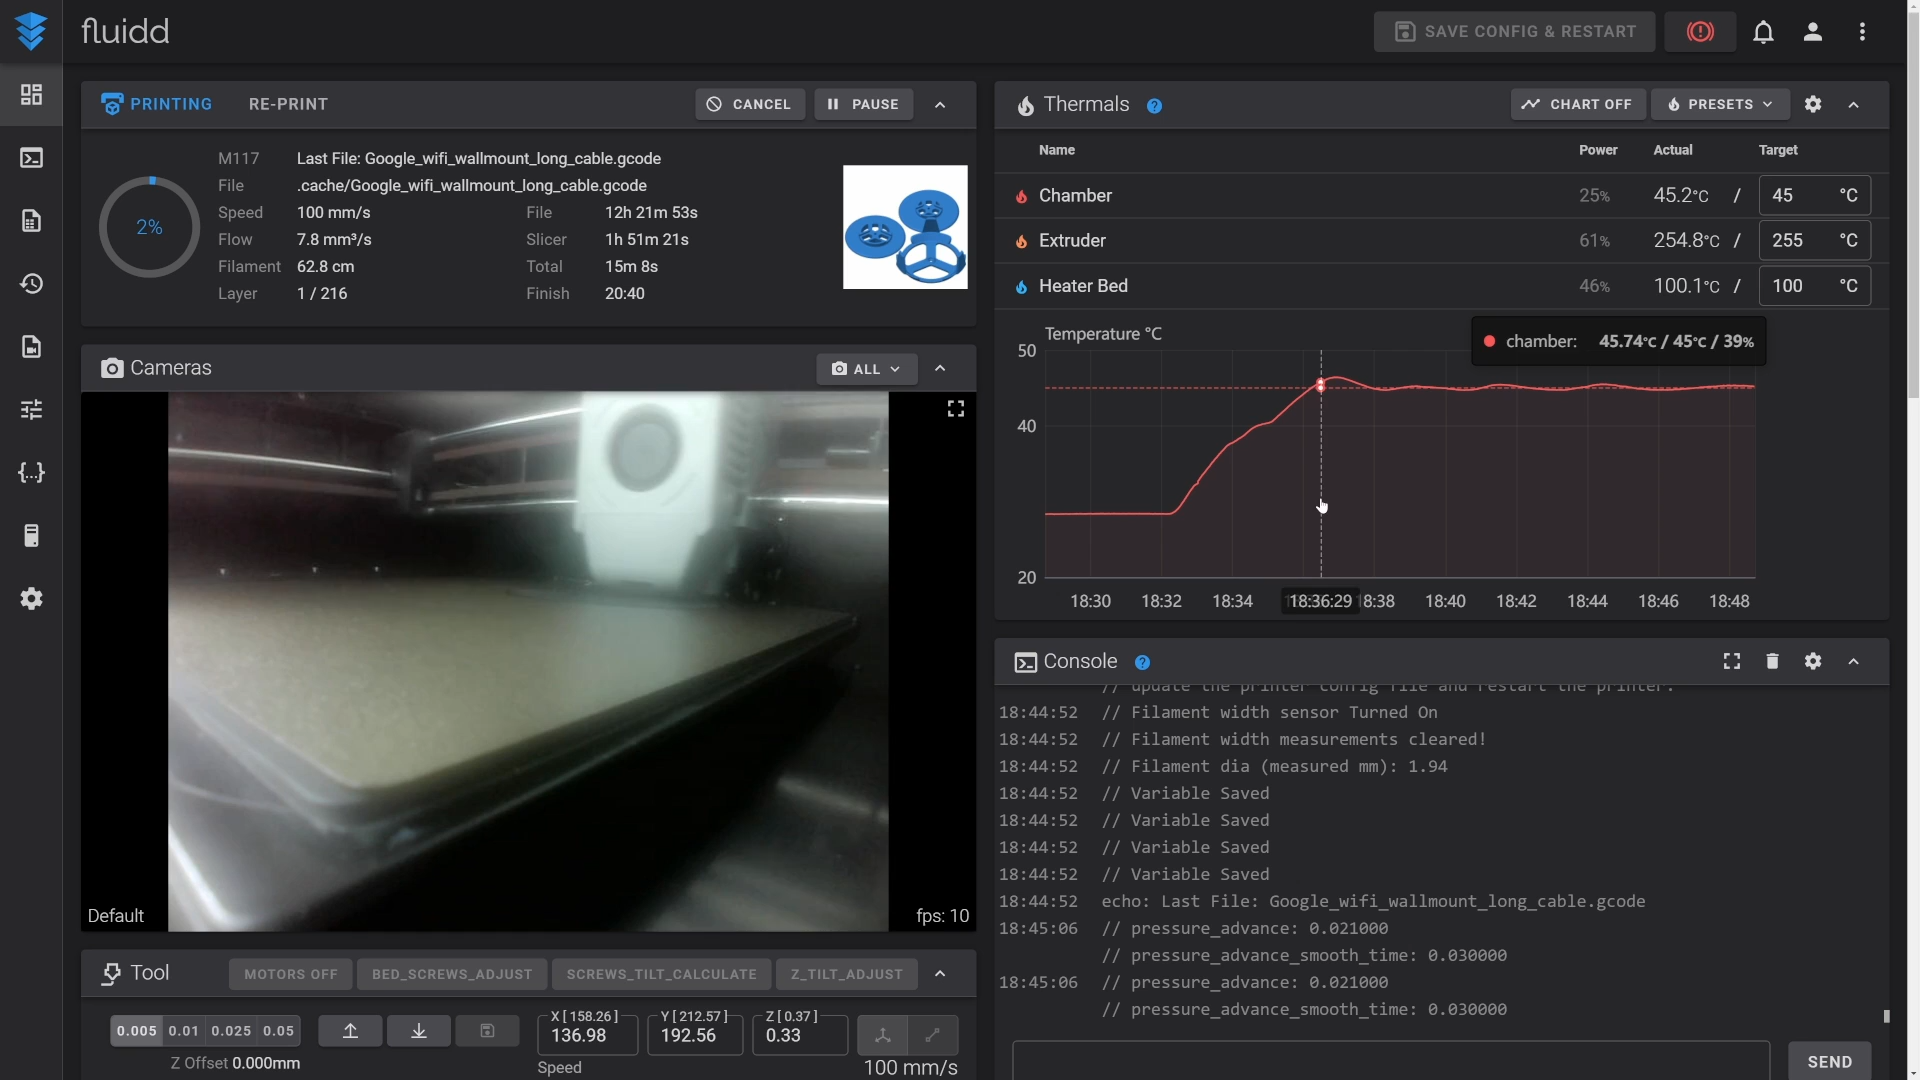 fluidd
SAVE CONFIG & RESTART
PRINTING
RE-PRINT
CANCEL
PAUSE
M117 Last File: Google_wifi_wallmount_long_cable.gcode
File .cache/Google_wifi_wallmount_long_cable.gcode
Speed 100 mm/s File 12h 21m 53s
Flow 7.8 mm³/s Slicer 1h 51m 21s
Filament 62.8 cm Total 15m 8s
Layer 1 / 216 Finish 20:40
2%
Cameras
ALL
Default
fps: 10
Tool
MOTORS OFF
BED_SCREWS_ADJUST
SCREWS_TILT_CALCULATE
Z_TILT_ADJUST
0.005 0.01 0.025 0.05
Z Offset 0.000mm
X [ 158.26 ] Y [ 212.57 ] Z [ 0.37 ]
136.98 192.56 0.33
Speed 100 mm/s
Thermals
CHART OFF
PRESETS
Name Power Actual Target
Chamber 25% 45.2°C / 45 °C
Extruder 61% 254.8°C / 255 °C
Heater Bed 46% 100.1°C / 100 °C
Temperature °C
chamber: 45.74°C / 45°C / 39%
50
40
20
18:30 18:32 18:34 18:36:29 8:38 18:40 18:42 18:44 18:46 18:48
Console
// update the printer config file and restart the printer.
18:44:52 // Filament width sensor Turned On
18:44:52 // Filament width measurements cleared!
18:44:52 // Filament dia (measured mm): 1.94
18:44:52 // Variable Saved
18:44:52 // Variable Saved
18:44:52 // Variable Saved
18:44:52 // Variable Saved
18:44:52 echo: Last File: Google_wifi_wallmount_long_cable.gcode
18:45:06 // pressure_advance: 0.021000
// pressure_advance_smooth_time: 0.030000
18:45:06 // pressure_advance: 0.021000
// pressure_advance_smooth_time: 0.030000
SEND